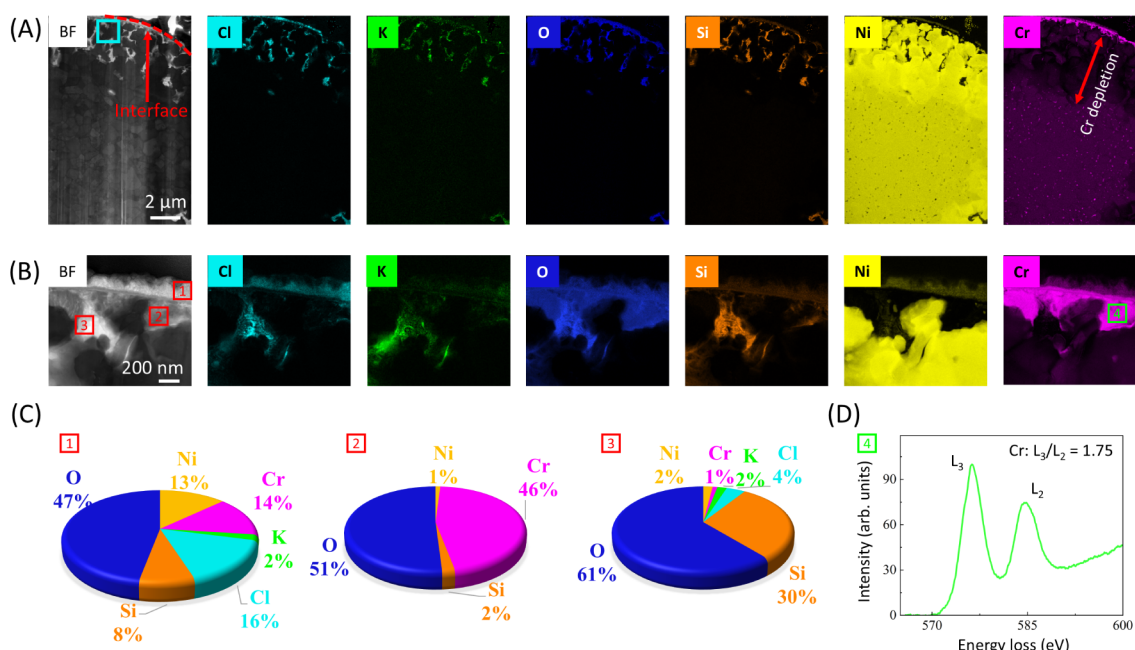 (A)
BF
Cl
K
O
Si
Ni
Cr
Interface
2 μm
Cr depletion
(B)
BF
Cl
K
O
Si
Ni
Cr
1
2
3
4
200 nm
(C)
1
O
47%
Ni
13%
Cr
14%
K
2%
Cl
16%
Si
8%
2
Ni
1%
Cr
46%
O
51%
Si
2%
3
Ni
2%
Cr
1%
K
2%
Cl
4%
O
61%
Si
30%
(D)
4
Cr: L₃/L₂ = 1.75
L₃
L₂
Intensity (arb. units)
90
60
30
0
570
585
600
Energy loss (eV)